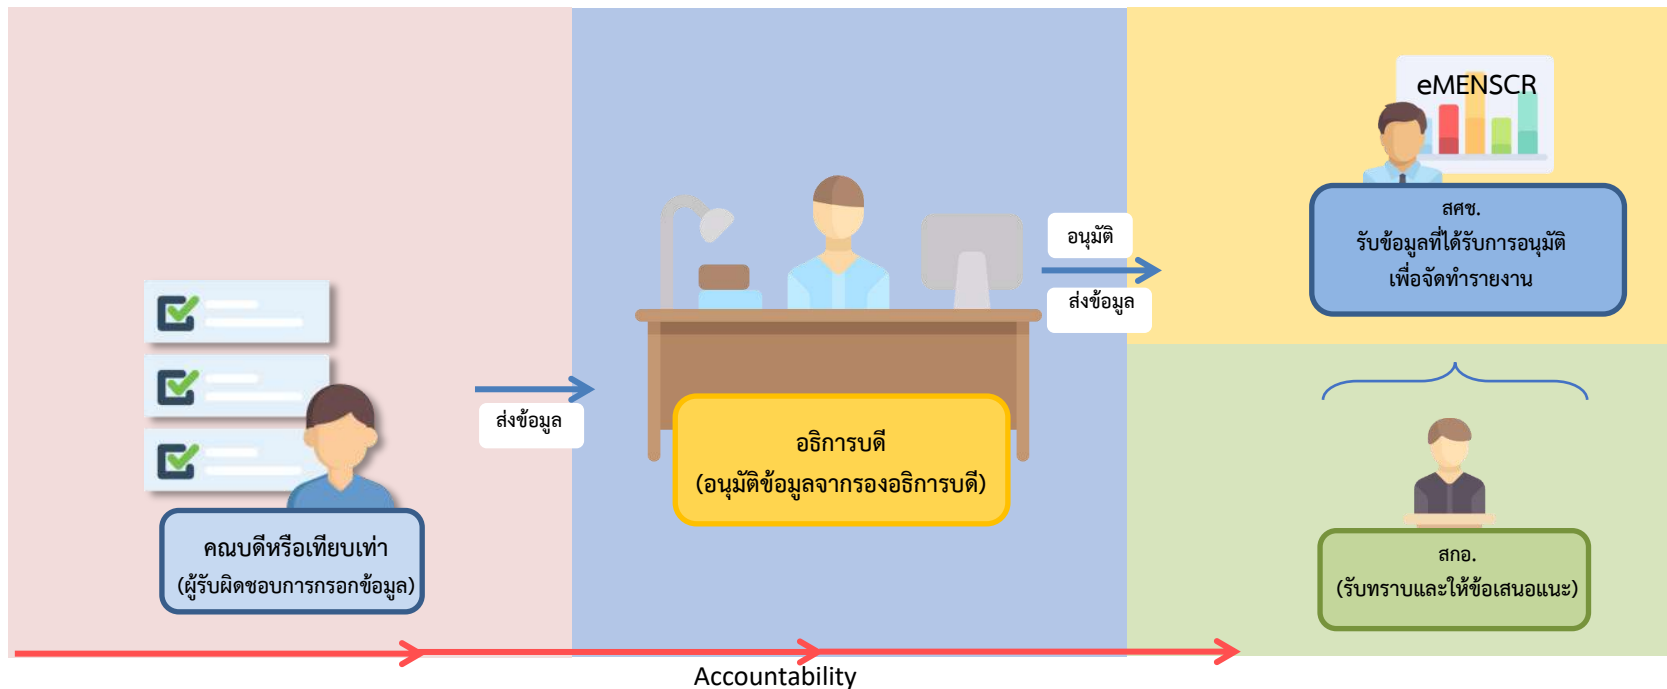 eMENSCR
สศช.
รับข้อมูลที่ได้รับการอนุมัติ
เพื่อจัดทำรายงาน
อนุมัติ
ส่งข้อมูล
ส่งข้อมูล
อธิการบดี
(อนุมัติข้อมูลจากรองอธิการบดี)
คณบดีหรือเทียบเท่า
(ผู้รับผิดชอบการกรอกข้อมูล)
สกอ.
(รับทราบและให้ข้อเสนอแนะ)
Accountability